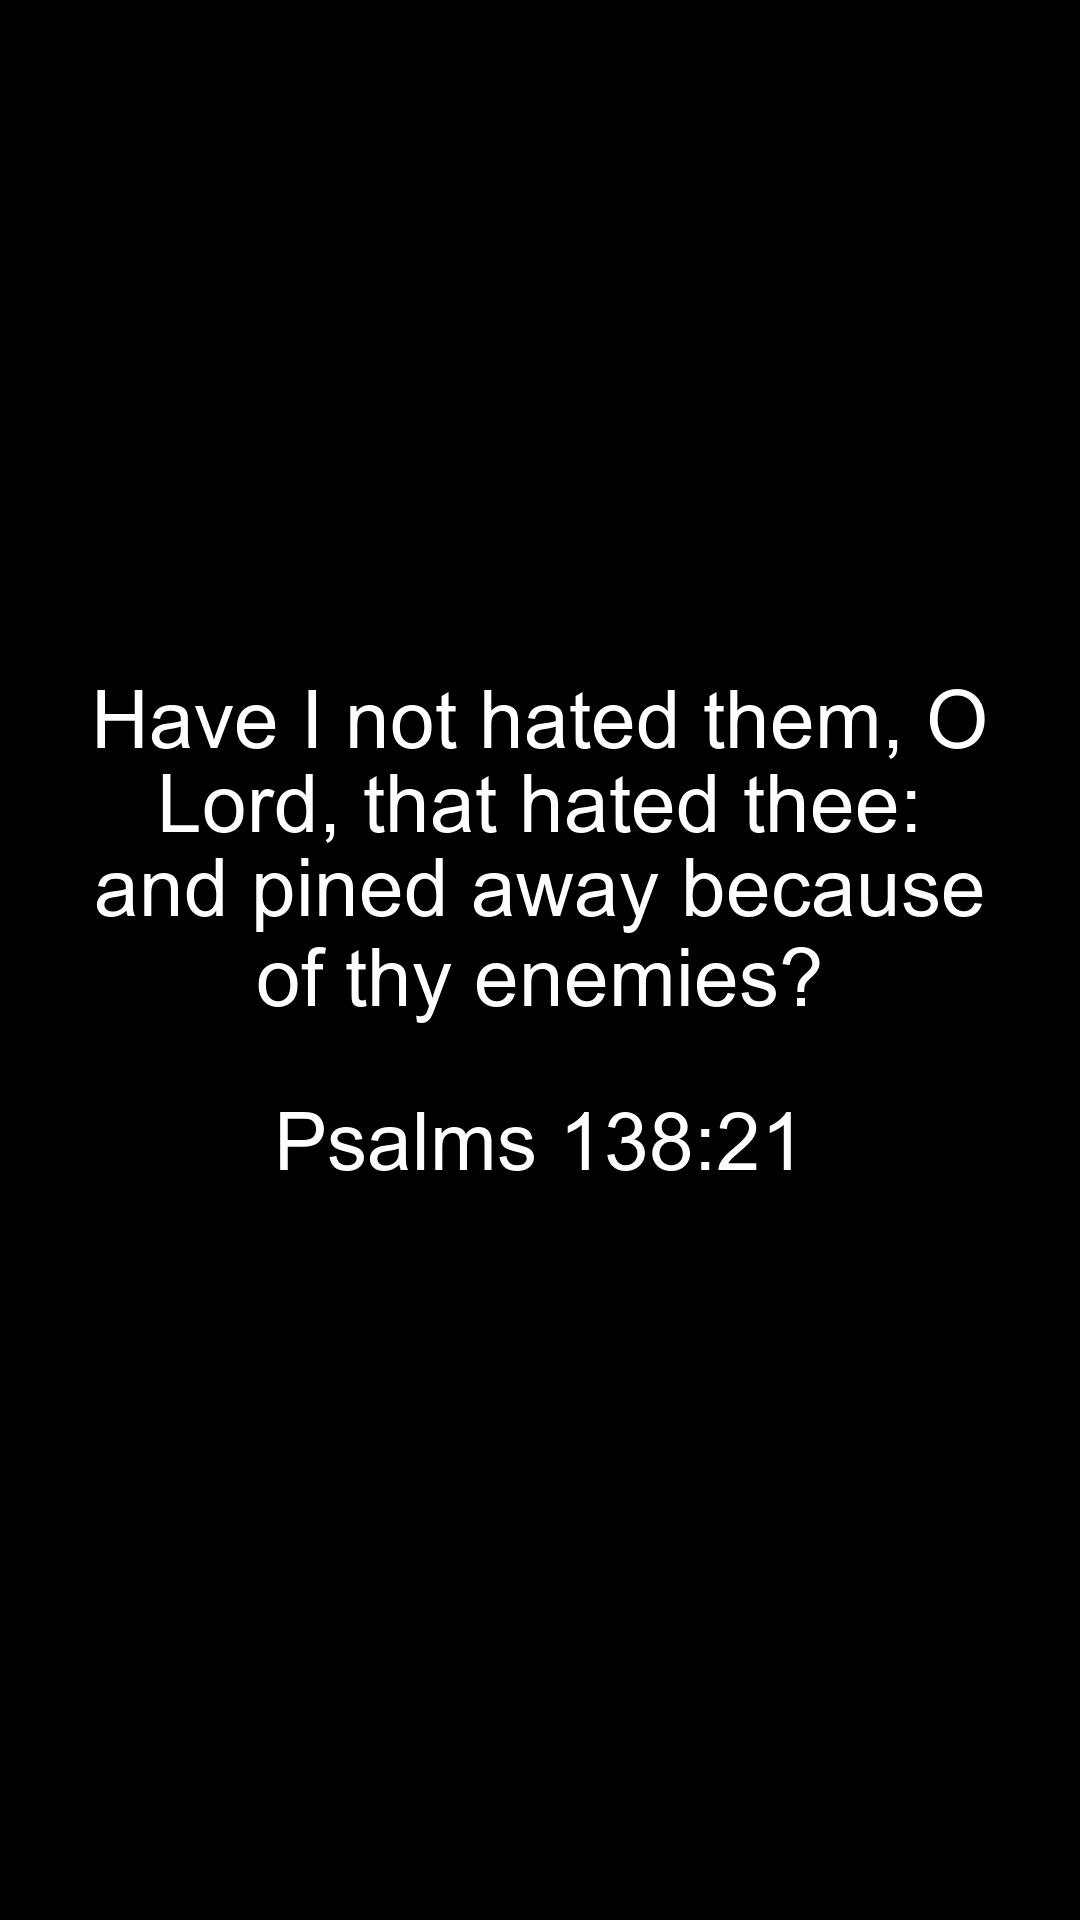 Have I not hated them, O
Lord, that hated thee:
and pined away because
of thy enemies?
Psalms 138:21